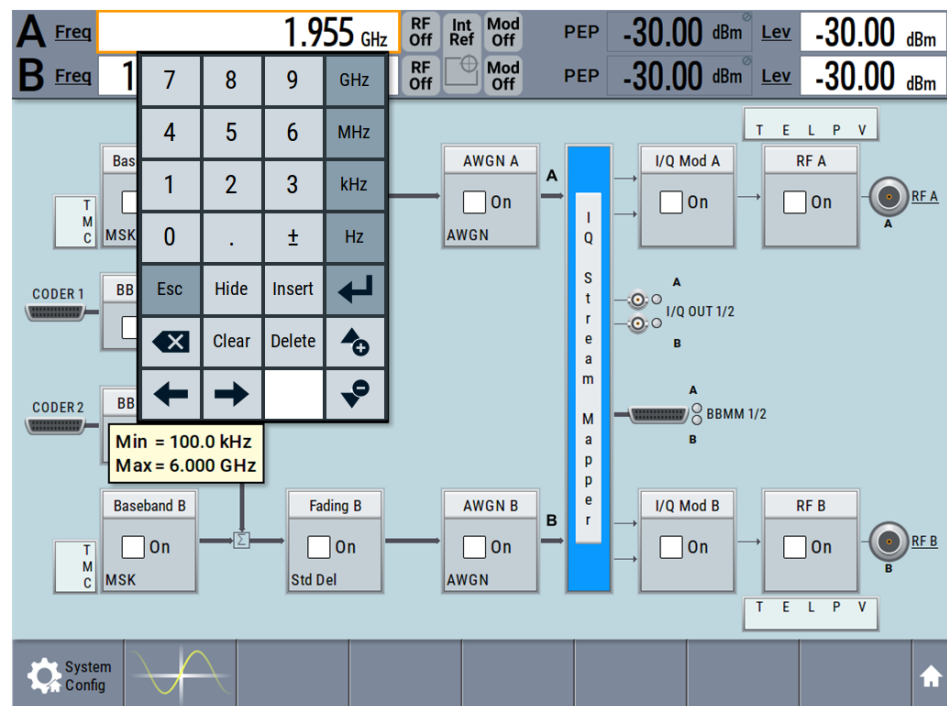 A Freq 1.955 GHz RF Off Int Ref Mod Off PEP -30.00 dBm Lev -30.00 dBm
B Freq 1 RF Off Mod Off PEP -30.00 dBm Lev -30.00 dBm
7 8 9 GHz
4 5 6 MHz
1 2 3 kHz
0 . ± Hz
Esc Hide Insert
Clear Delete
Min = 100.0 kHz
Max = 6.000 GHz
T E L P V
Bas
AWGN A
A
I/Q Mod A
RF A
T
M
C
On
On
On
RF A
A
MSK
AWGN
I
Q
S
t
r
e
a
m
M
a
p
p
e
r
CODER 1
BB
A
I/Q OUT 1/2
B
CODER 2
BB
A
BBMM 1/2
B
Baseband B
Fading B
AWGN B
B
I/Q Mod B
RF B
T
M
C
On
Σ
On
On
On
On
RF B
B
MSK
Std Del
AWGN
T E L P V
System
Config